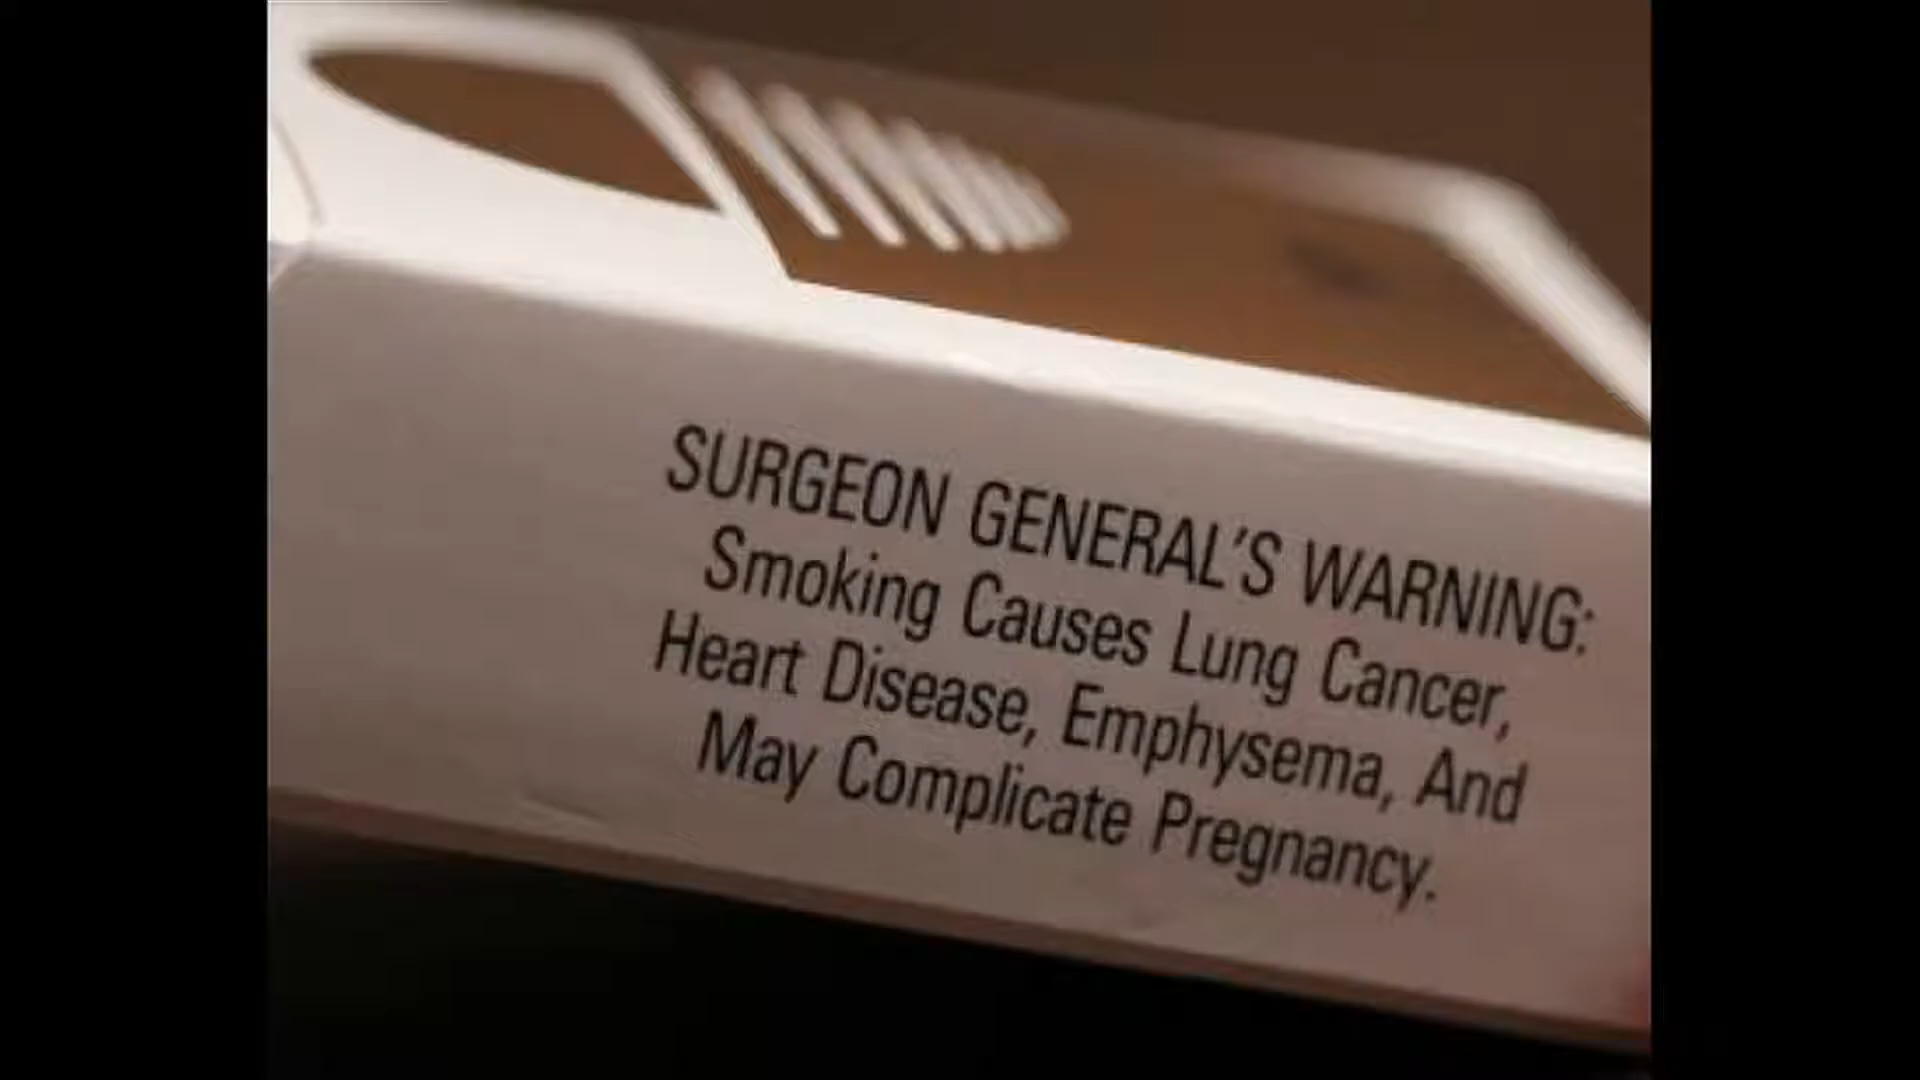 SURGEON GENERAL'S WARNING:
Smoking Causes Lung Cancer,
Heart Disease, Emphysema, And
May Complicate Pregnancy.